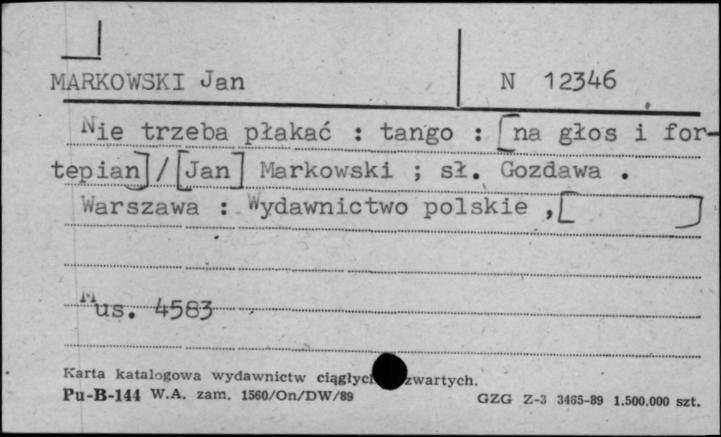 MARKOWSKI Jan N 12346
Nie trzeba płakać : tango : [na głos i for-
tepian]/[Jan] Markowski ; sł. Gozdawa .
Warszawa : Wydawnictwo polskie ,[ ]
Mus. 4583
Karta katalogowa wydawnictw ciągłych zwartych.
Pu-B-144 W.A. zam. 1560/On/DW/89 GZG Z-3 3465-89 1.500.000 szt.